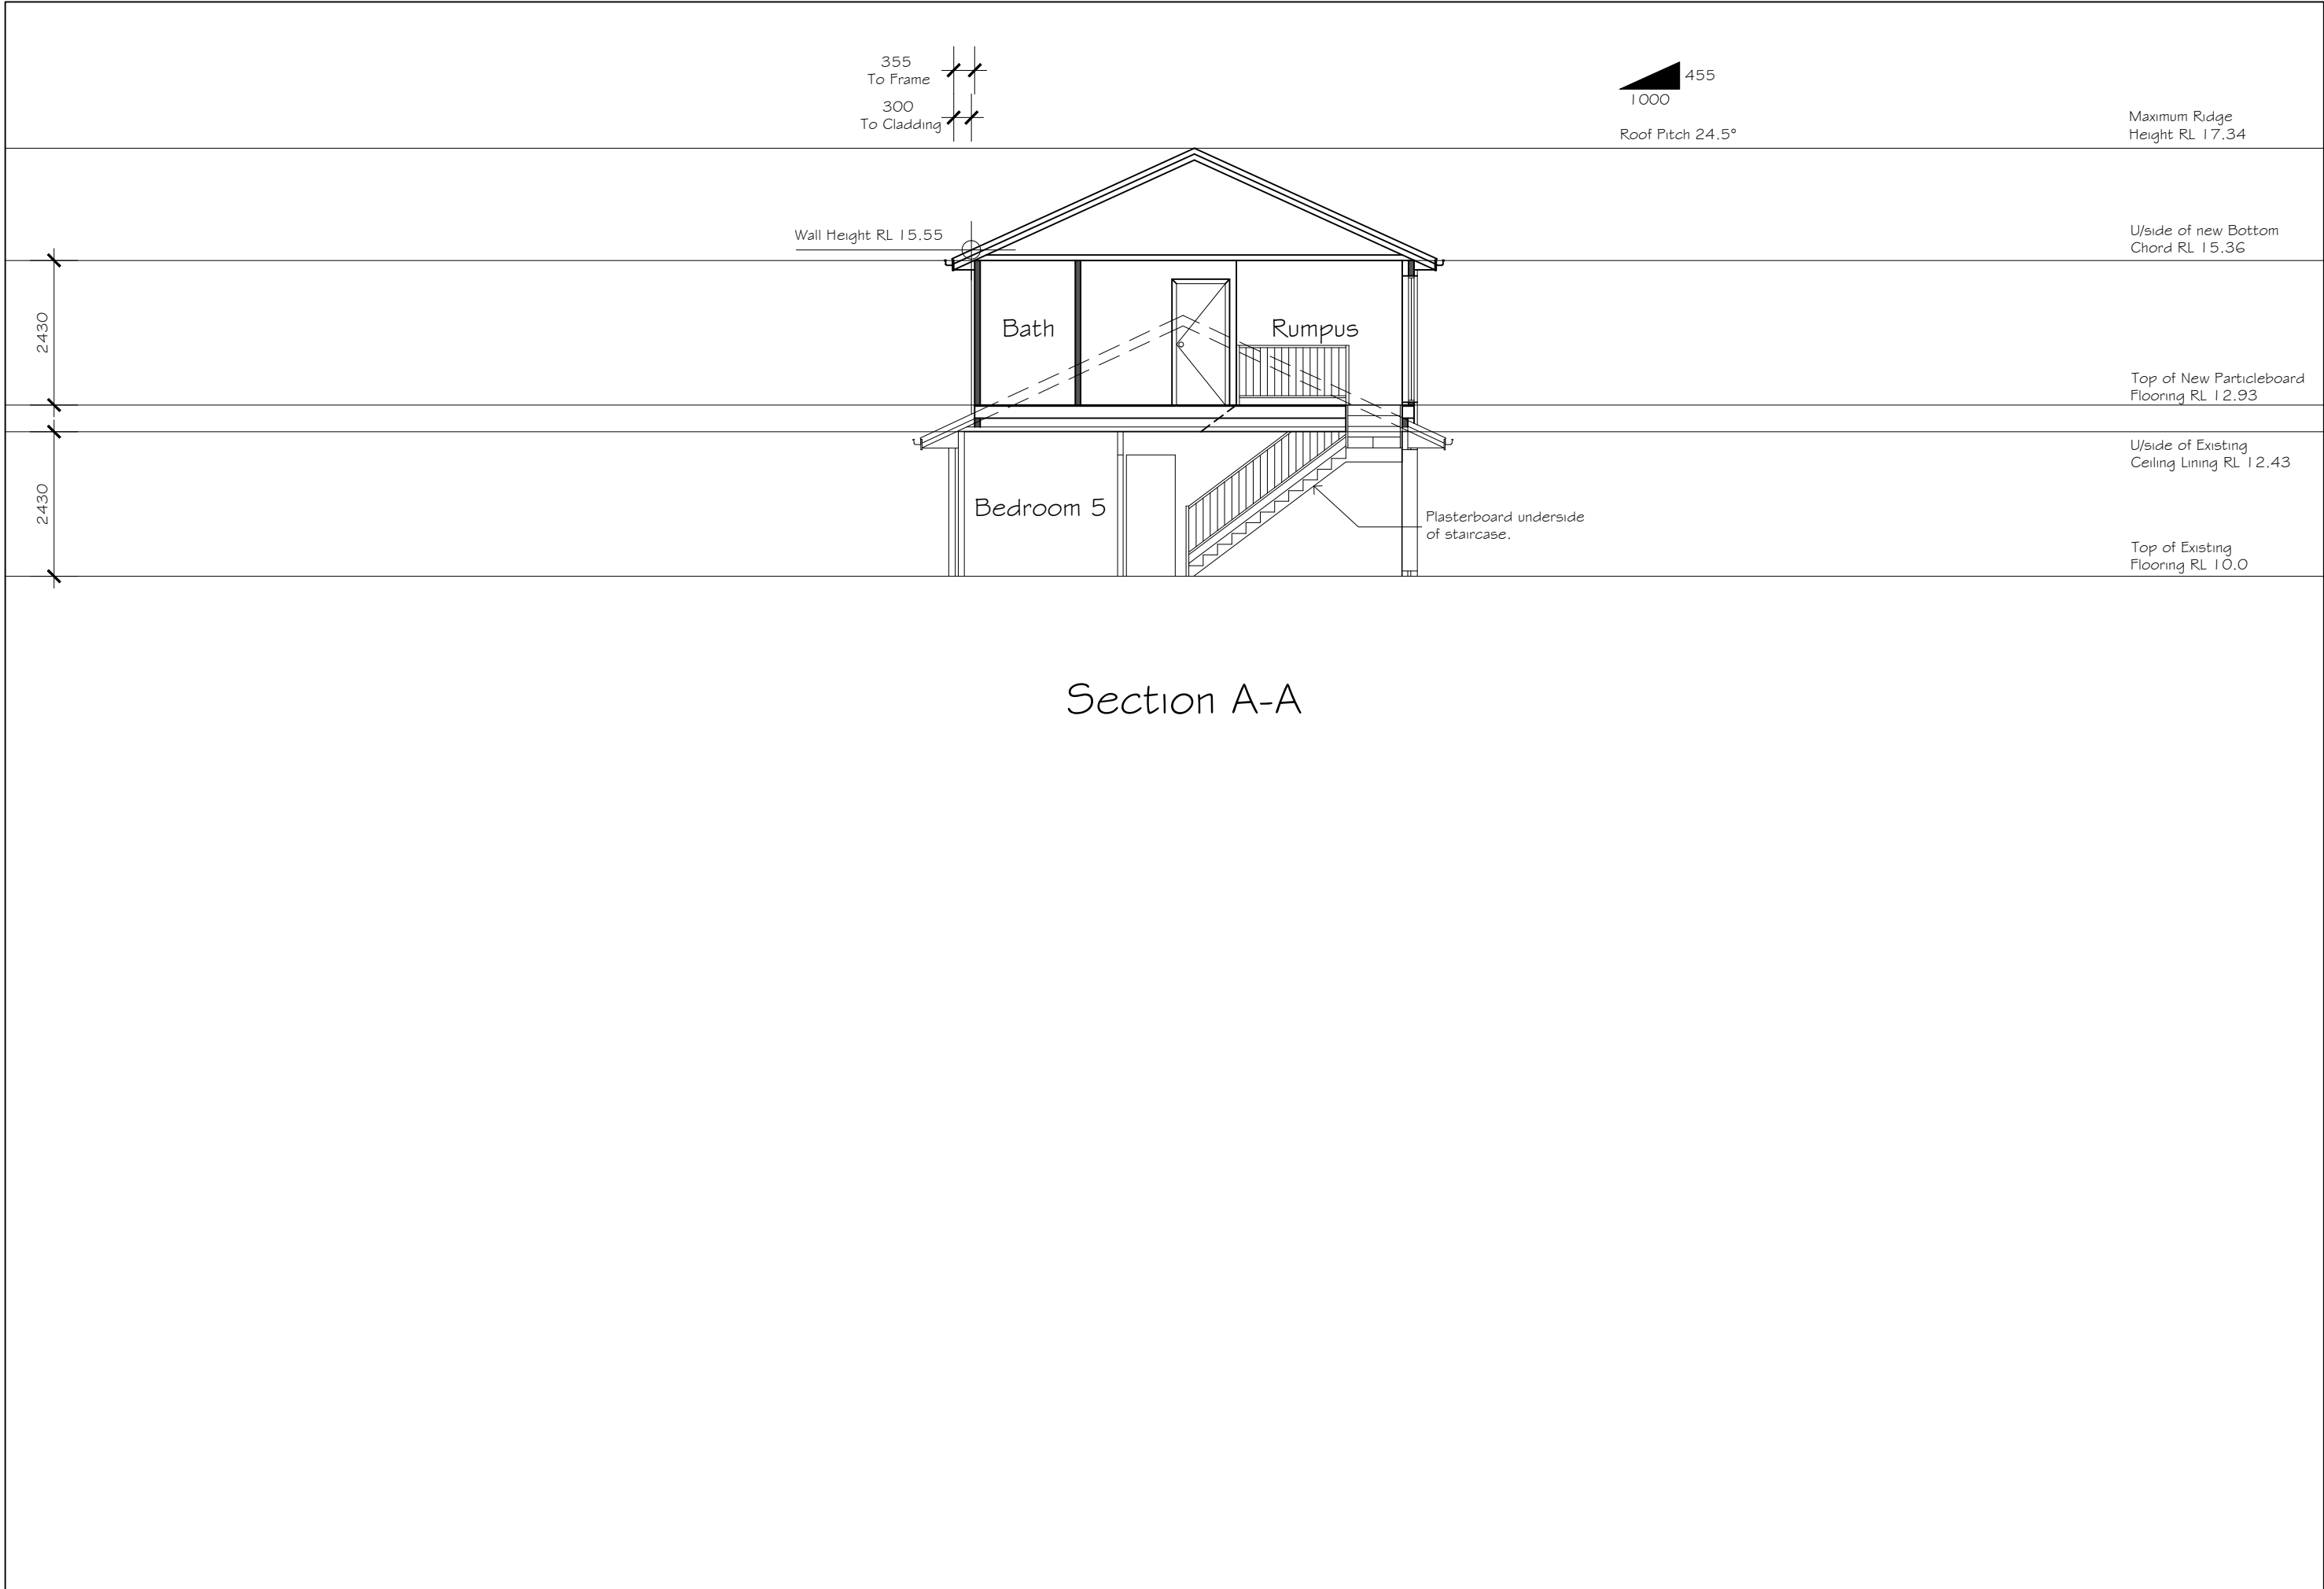 355
To Frame
300
To Cladding
455
1000
Roof Pitch 24.5°
Maximum Ridge
Height RL 17.34
Wall Height RL 15.55
U/side of new Bottom
Chord RL 15.36
2430
Bath
Rumpus
Top of New Particleboard
Flooring RL 12.93
U/side of Existing
Ceiling Lining RL 12.43
2430
Bedroom 5
Plasterboard underside
of staircase.
Top of Existing
Flooring RL 10.0
Section A-A